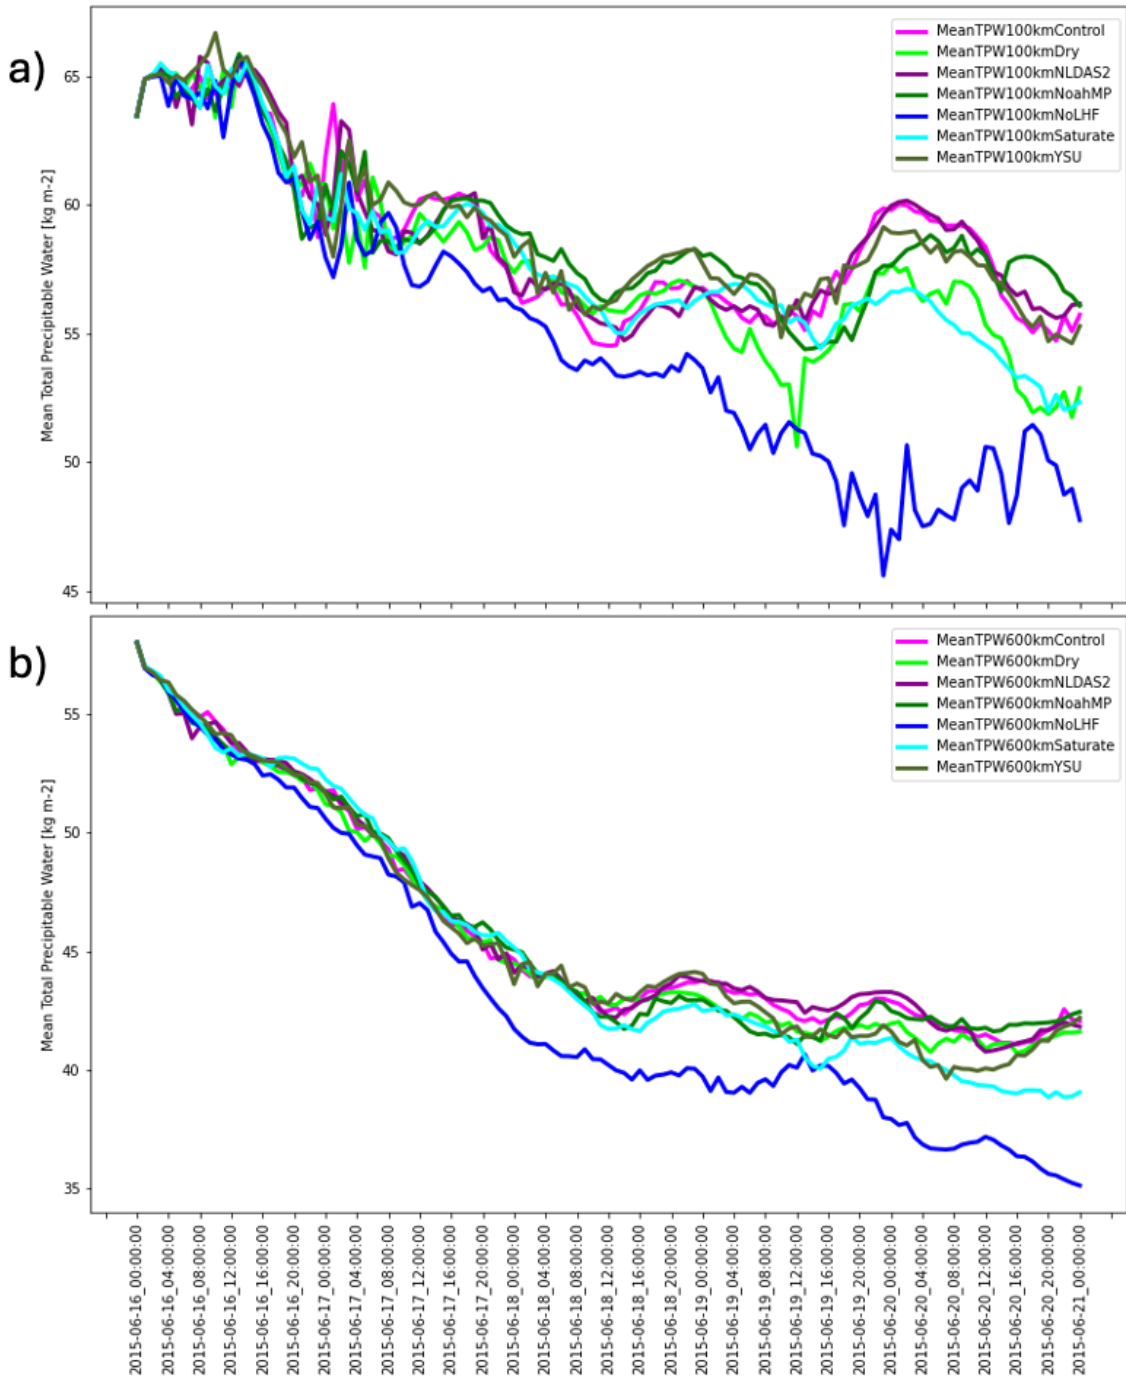 a)
MeanTPW100kmControl
MeanTPW100kmDry
MeanTPW100kmNLDAS2
MeanTPW100kmNoahMP
MeanTPW100kmNoLHF
MeanTPW100kmSaturate
MeanTPW100kmYSU
65
60
55
50
45
Mean Total Precipitable Water [kg m-2]
b)
MeanTPW600kmControl
MeanTPW600kmDry
MeanTPW600kmNLDAS2
MeanTPW600kmNoahMP
MeanTPW600kmNoLHF
MeanTPW600kmSaturate
MeanTPW600kmYSU
55
50
45
40
35
Mean Total Precipitable Water [kg m-2]
2015-06-16_00:00:00
2015-06-16_04:00:00
2015-06-16_08:00:00
2015-06-16_12:00:00
2015-06-16_16:00:00
2015-06-16_20:00:00
2015-06-17_00:00:00
2015-06-17_04:00:00
2015-06-17_08:00:00
2015-06-17_12:00:00
2015-06-17_16:00:00
2015-06-17_20:00:00
2015-06-18_00:00:00
2015-06-18_04:00:00
2015-06-18_08:00:00
2015-06-18_12:00:00
2015-06-18_16:00:00
2015-06-18_20:00:00
2015-06-19_00:00:00
2015-06-19_04:00:00
2015-06-19_08:00:00
2015-06-19_12:00:00
2015-06-19_16:00:00
2015-06-19_20:00:00
2015-06-20_00:00:00
2015-06-20_04:00:00
2015-06-20_08:00:00
2015-06-20_12:00:00
2015-06-20_16:00:00
2015-06-20_20:00:00
2015-06-21_00:00:00